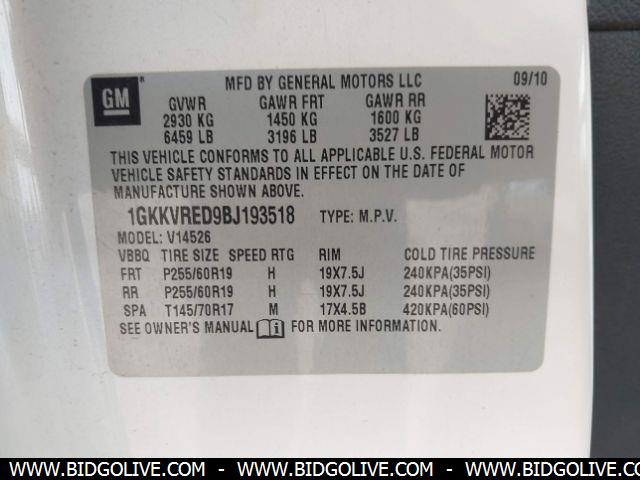 GM
MFD BY GENERAL MOTORS LLC 09/10
GVWR GAWR FRT GAWR RR
2930 KG 1450 KG 1600 KG
6459 LB 3196 LB 3527 LB
THIS VEHICLE CONFORMS TO ALL APPLICABLE U.S. FEDERAL MOTOR
VEHICLE SAFETY STANDARDS IN EFFECT ON THE DATE OF
MANUFACTURE SHOWN ABOVE.
1GKKVRED9BJ193518 TYPE: M.P.V.
MODEL: V14526
VBBQ TIRE SIZE SPEED RTG RIM COLD TIRE PRESSURE
FRT P255/60R19 H 19X7.5J 240KPA(35PSI)
RR P255/60R19 H 19X7.5J 240KPA(35PSI)
SPA T145/70R17 M 17X4.5B 420KPA(60PSI)
SEE OWNER'S MANUAL FOR MORE INFORMATION.
WWW.BIDGOLIVE.COM - WWW.BIDGOLIVE.COM - WWW.BIDGOLIVE.COM